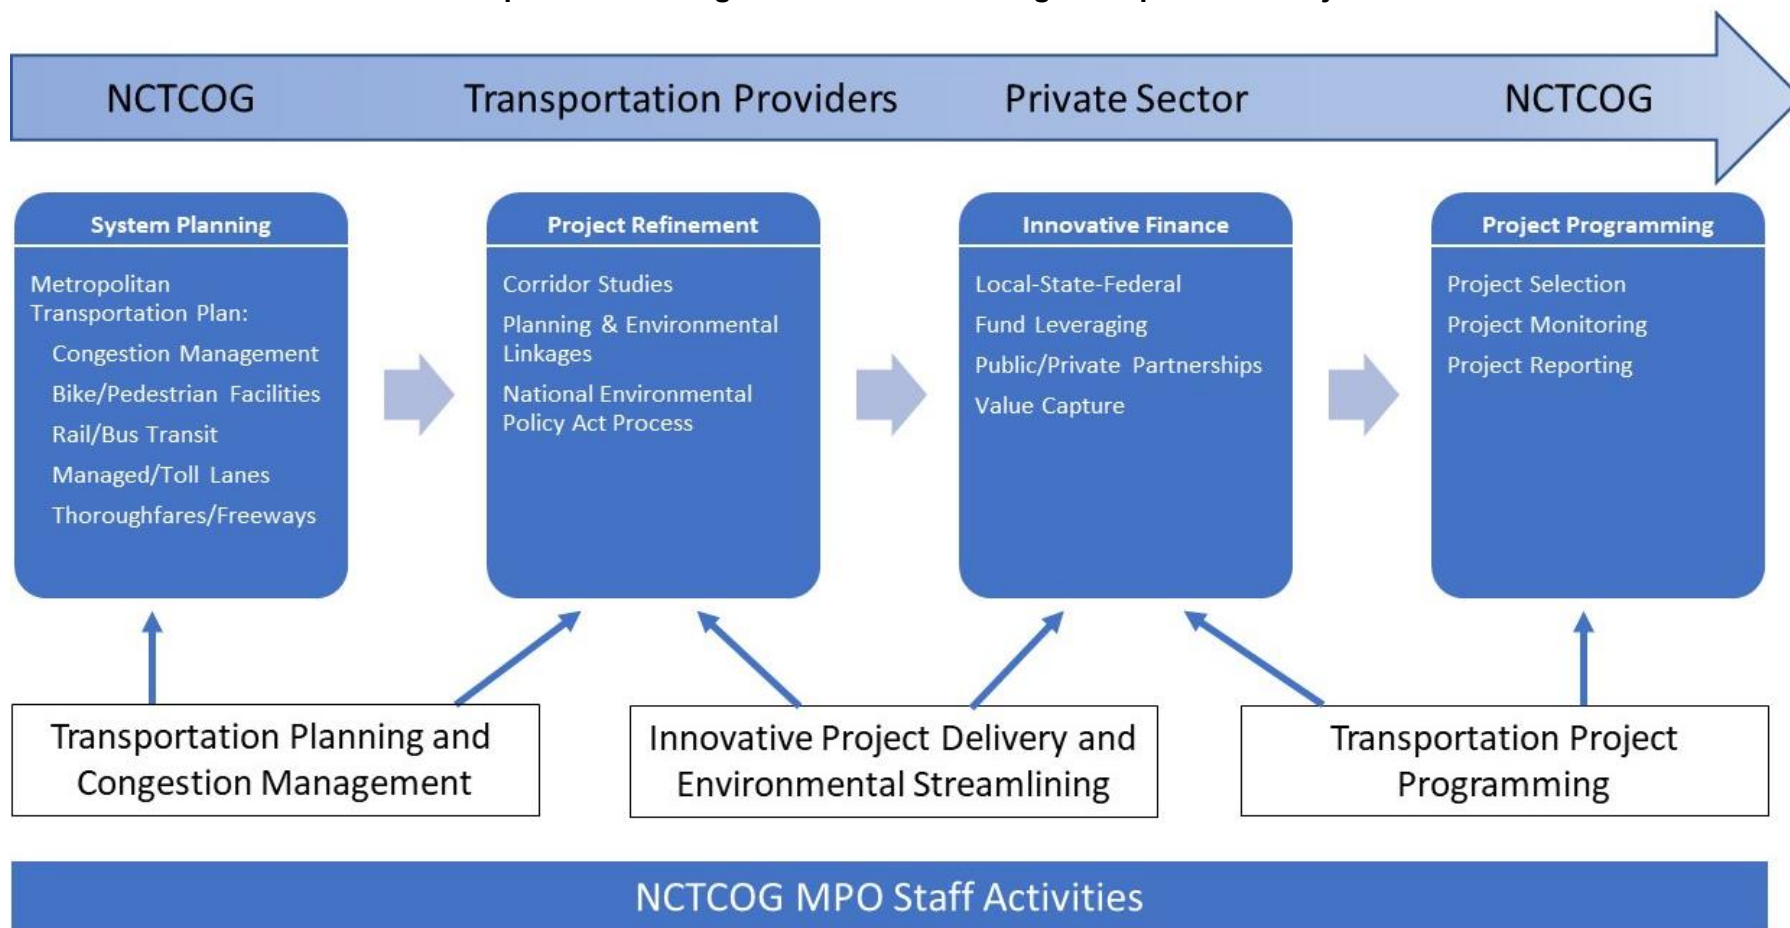 NCTCOG
Transportation Providers
Private Sector
NCTCOG
System Planning
Metropolitan
Transportation Plan:
Congestion Management
Bike/Pedestrian Facilities
Rail/Bus Transit
Managed/Toll Lanes
Thoroughfares/Freeways
Project Refinement
Corridor Studies
Planning & Environmental
Linkages
National Environmental
Policy Act Process
Innovative Finance
Local-State-Federal
Fund Leveraging
Public/Private Partnerships
Value Capture
Project Programming
Project Selection
Project Monitoring
Project Reporting
Transportation Planning and
Congestion Management
Innovative Project Delivery and
Environmental Streamlining
Transportation Project
Programming
NCTCOG MPO Staff Activities